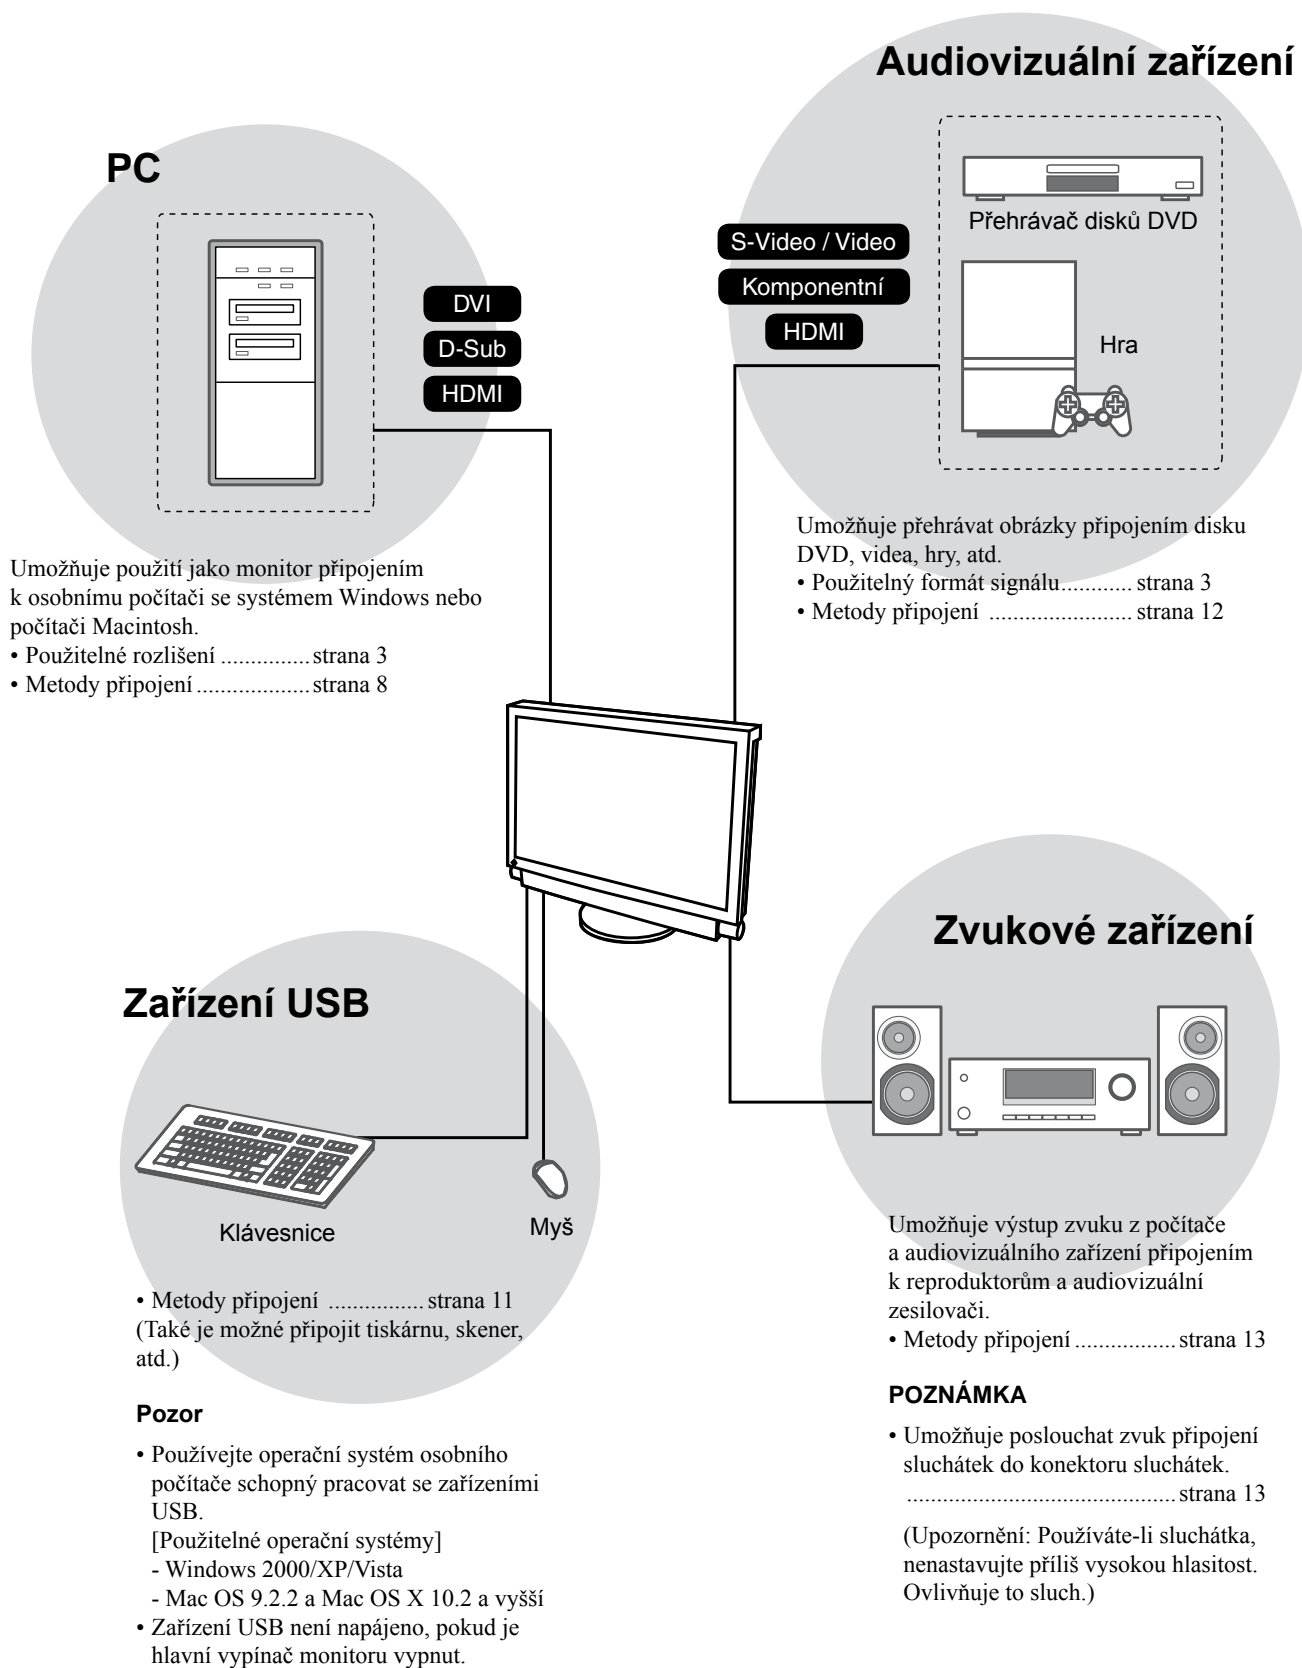 Audiovizuální zařízení
PC
Přehrávač disků DVD
S-Video / Video
Komponentní
HDMI
Hra
DVI
D-Sub
HDMI
Umožňuje přehrávat obrázky připojením disku
DVD, videa, hry, atd.
• Použitelný formát signálu............ strana 3
• Metody připojení ........................ strana 12
Umožňuje použití jako monitor připojením
k osobnímu počítači se systémem Windows nebo
počítači Macintosh.
• Použitelné rozlišení ...............strana 3
• Metody připojení...................strana 8
Zvukové zařízení
Zařízení USB
Klávesnice
Myš
Umožňuje výstup zvuku z počítače
a audiovizuálního zařízení připojením
k reproduktorům a audiovizuální
zesilovači.
• Metody připojení.................strana 13
POZNÁMKA
• Umožňuje poslouchat zvuk připojení
sluchátek do konektoru sluchátek.
.............................................strana 13
(Upozornění: Používáte-li sluchátka,
nenastavujte příliš vysokou hlasitost.
Ovlivňuje to sluch.)
• Metody připojení ................ strana 11
(Také je možné připojit tiskárnu, skener,
atd.)
Pozor
• Používejte operační systém osobního
počítače schopný pracovat se zařízeními
USB.
[Použitelné operační systémy]
- Windows 2000/XP/Vista
- Mac OS 9.2.2 a Mac OS X 10.2 a vyšší
• Zařízení USB není napájeno, pokud je
hlavní vypínač monitoru vypnut.